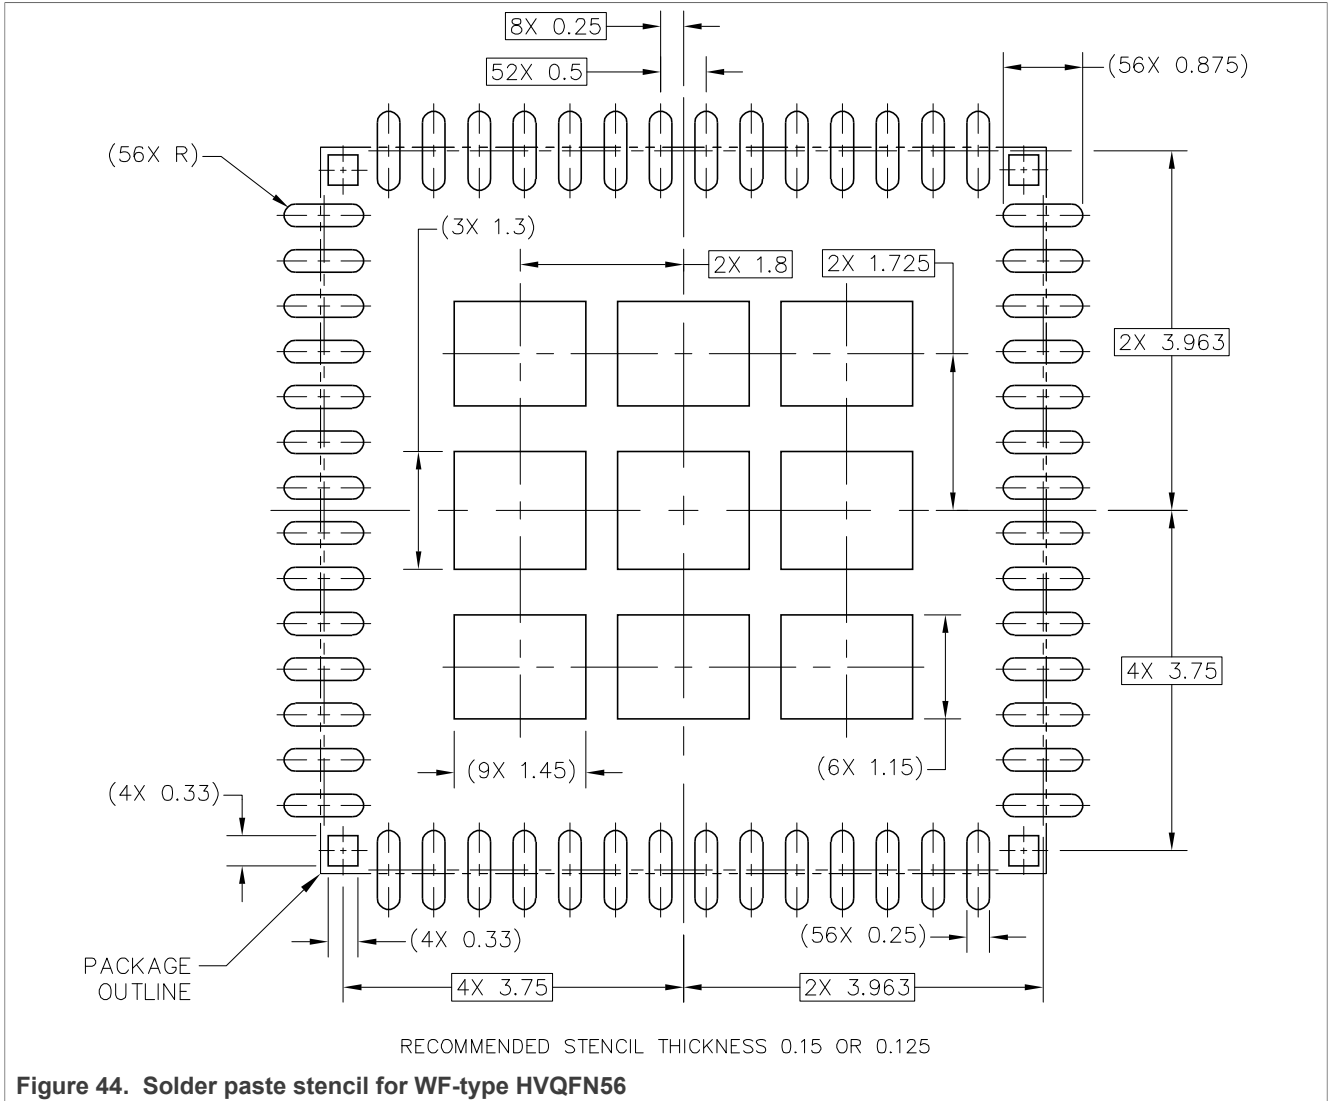 8X 0.25
52X 0.5
(56X 0.875)
(56X R)
(3X 1.3)
2X 1.8
2X 1.725
2X 3.963
4X 3.75
(9X 1.45)
(6X 1.15)
(4X 0.33)
(4X 0.33)
(56X 0.25)
PACKAGE
OUTLINE
4X 3.75
2X 3.963
RECOMMENDED STENCIL THICKNESS 0.15 OR 0.125
Figure 44. Solder paste stencil for WF-type HVQFN56